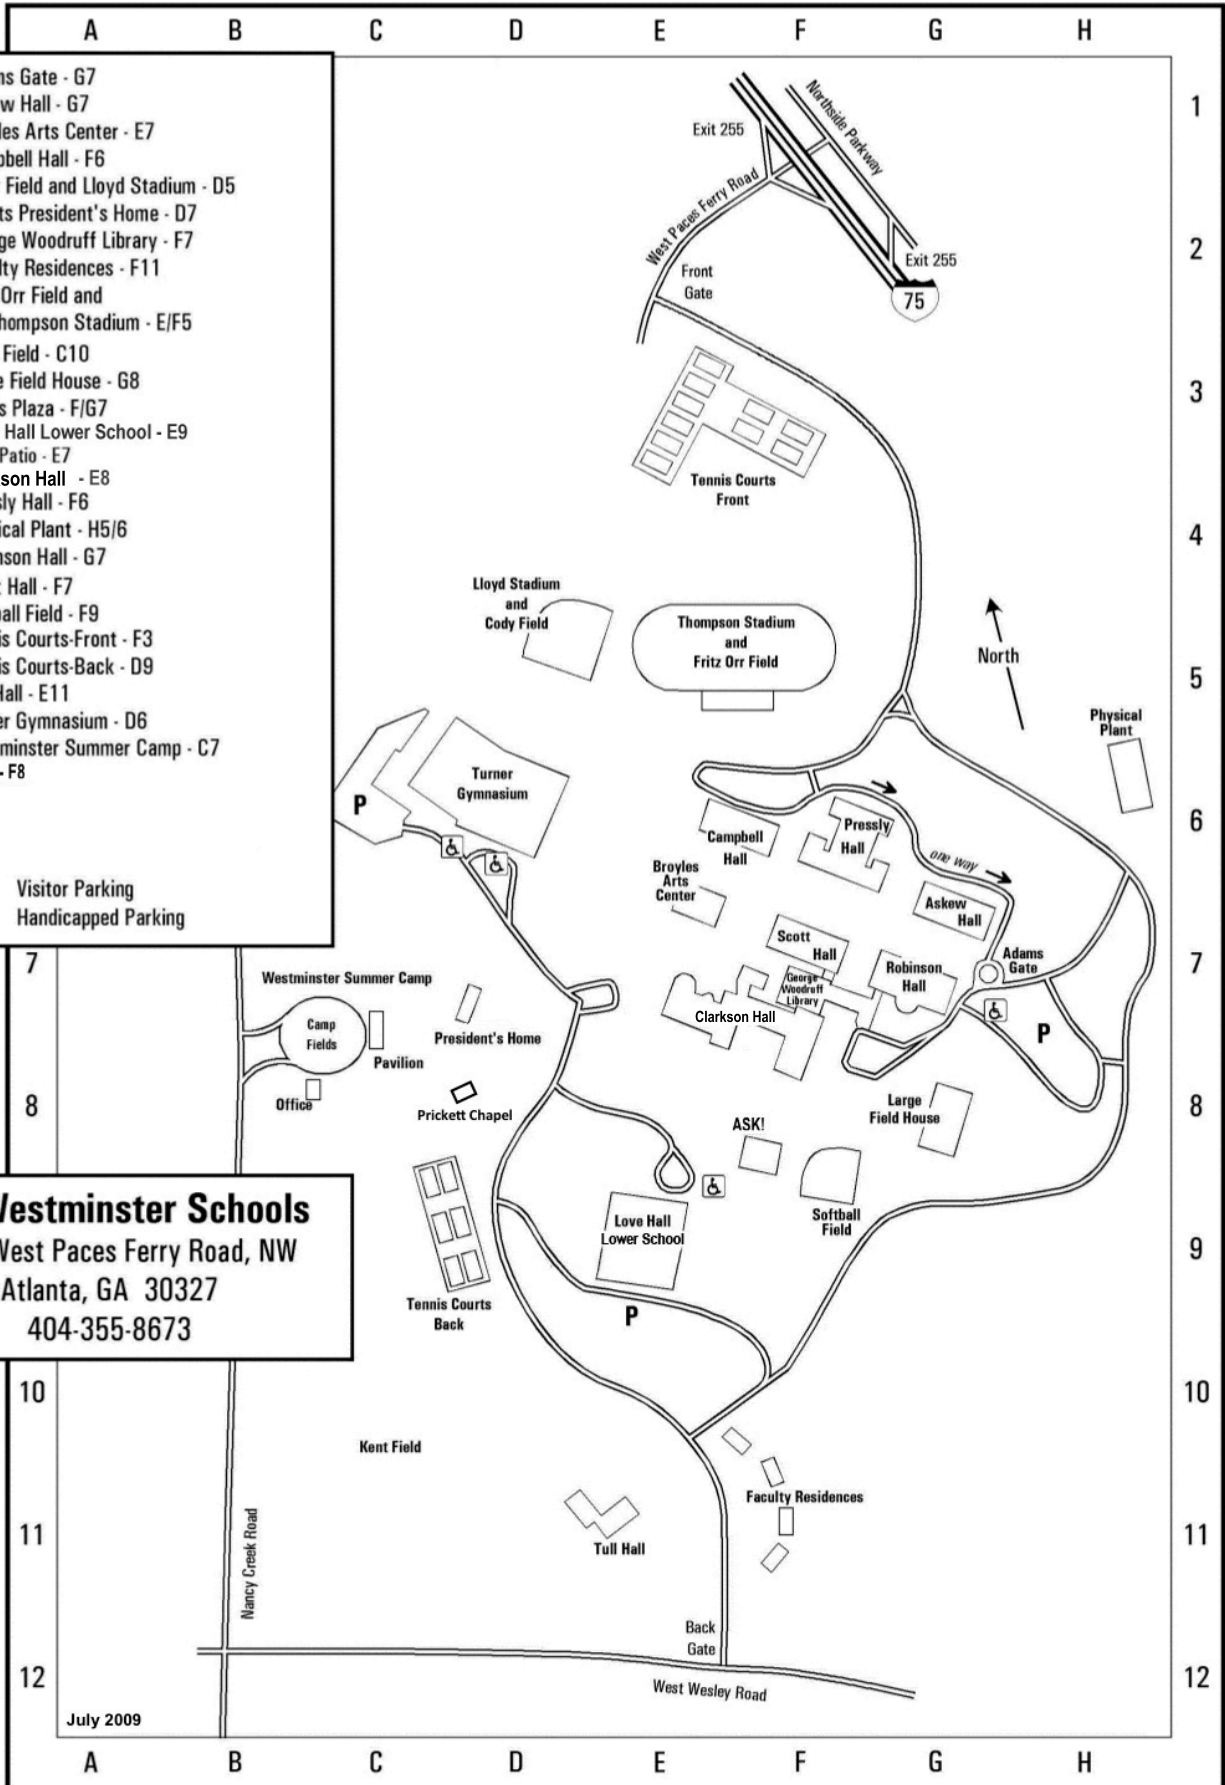 A B C D E F G H
ns Gate - G7
w Hall - G7
les Arts Center - E7
pbell Hall - F6
Field and Lloyd Stadium - D5
ts President's Home - D7
ge Woodruff Library - F7
lty Residences - F11
Orr Field and
hompson Stadium - E/F5
Field - C10
e Field House - G8
s Plaza - F/G7
Hall Lower School - E9
Patio - E7
son Hall - E8
sly Hall - F6
ical Plant - H5/6
nson Hall - G7
t Hall - F7
all Field - F9
is Courts-Front - F3
is Courts-Back - D9
Hall - E11
er Gymnasium - D6
minster Summer Camp - C7
- F8
Visitor Parking
Handicapped Parking
1
Exit 255
Northside Parkway
West Paces Ferry Road
2
Exit 255
75
Front
Gate
3
Tennis Courts
Front
4
Lloyd Stadium
and
Cody Field
Thompson Stadium
and
Fritz Orr Field
North
5
Physical
Plant
Turner
Gymnasium
P
6
Campbell
Hall
Pressly
Hall
one way
Broyles
Arts
Center
Askew
Hall
Scott
Hall
Robinson
Hall
Adams
Gate
7
7
Westminster Summer Camp
George
Woodruff
Library
Clarkson Hall
Camp
Fields
Pavilion
President's Home
P
Office
Prickett Chapel
8
8
Large
Field House
ASK!
Softball
Field
Westminster Schools
West Paces Ferry Road, NW
Atlanta, GA 30327
404-355-8673
Love Hall
Lower School
9
Tennis Courts
Back
P
10
10
Kent Field
Faculty Residences
11
Tull Hall
Nancy Creek Road
11
Back
Gate
12
12
West Wesley Road
July 2009
A B C D E F G H